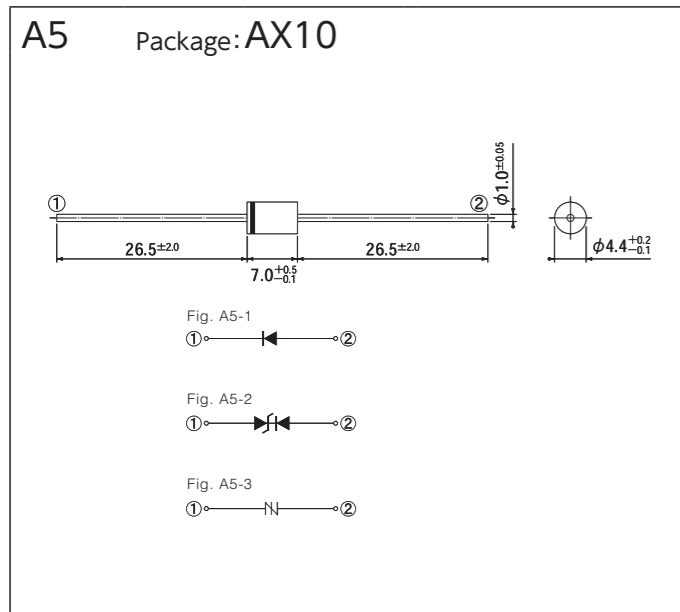 A5 Package:AX10
φ1.0±0.05
① ②
26.5±2.0 26.5±2.0 φ4.4+0.2−0.1
7.0+0.5−0.1
Fig. A5-1
① ②
Fig. A5-2
① ②
Fig. A5-3
① ②